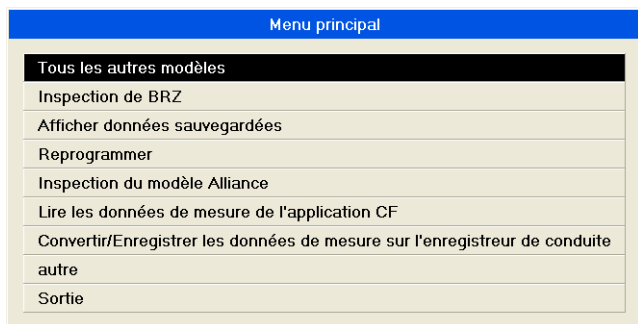 Menu principal
Tous les autres modèles
Inspection de BRZ
Afficher données sauvegardées
Reprogrammer
Inspection du modèle Alliance
Lire les données de mesure de l'application CF
Convertir/Enregistrer les données de mesure sur l'enregistreur de conduite
autre
Sortie